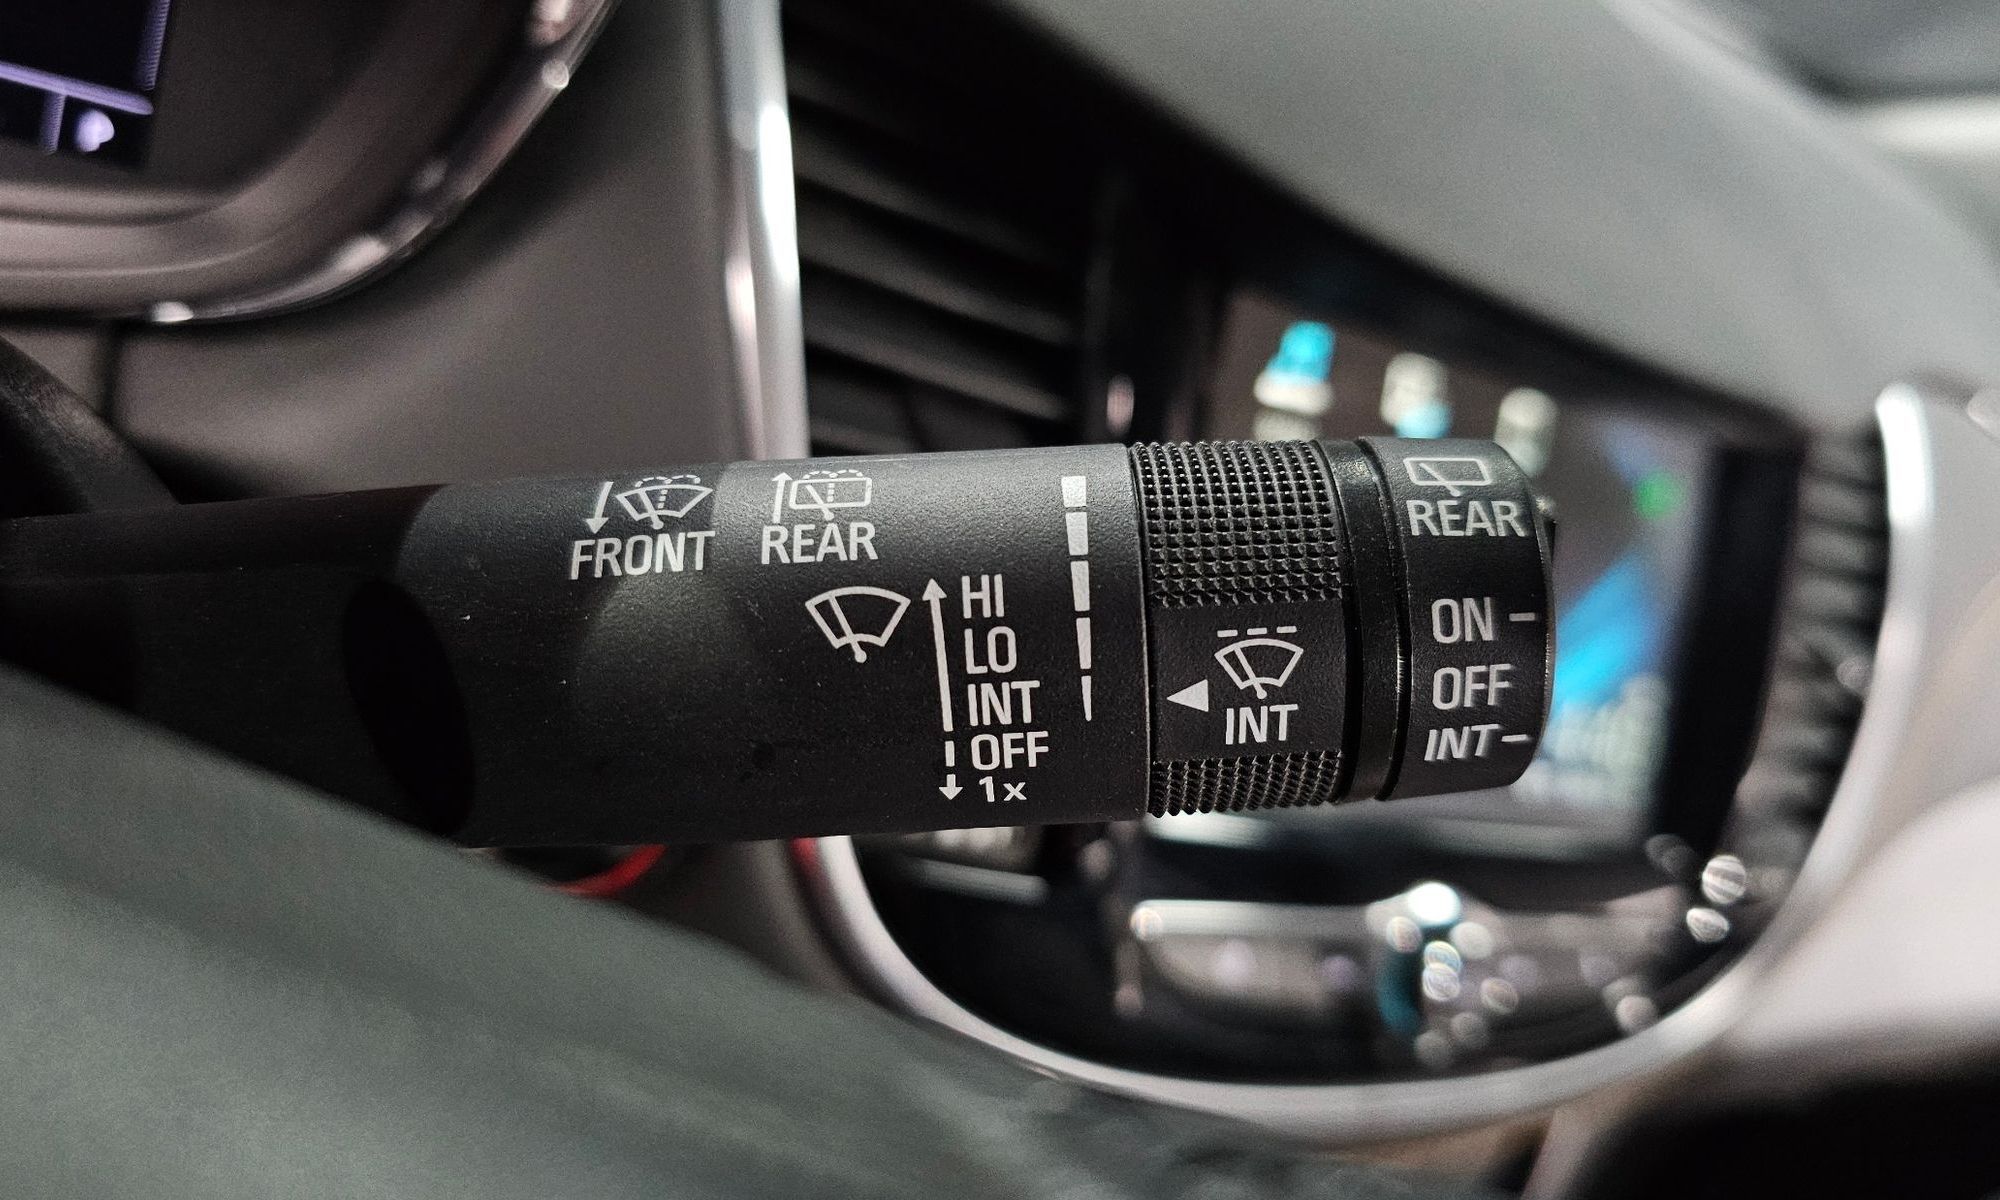 FRONT
REAR
HI
LO
INT
OFF
1x
INT
REAR
ON
OFF
INT